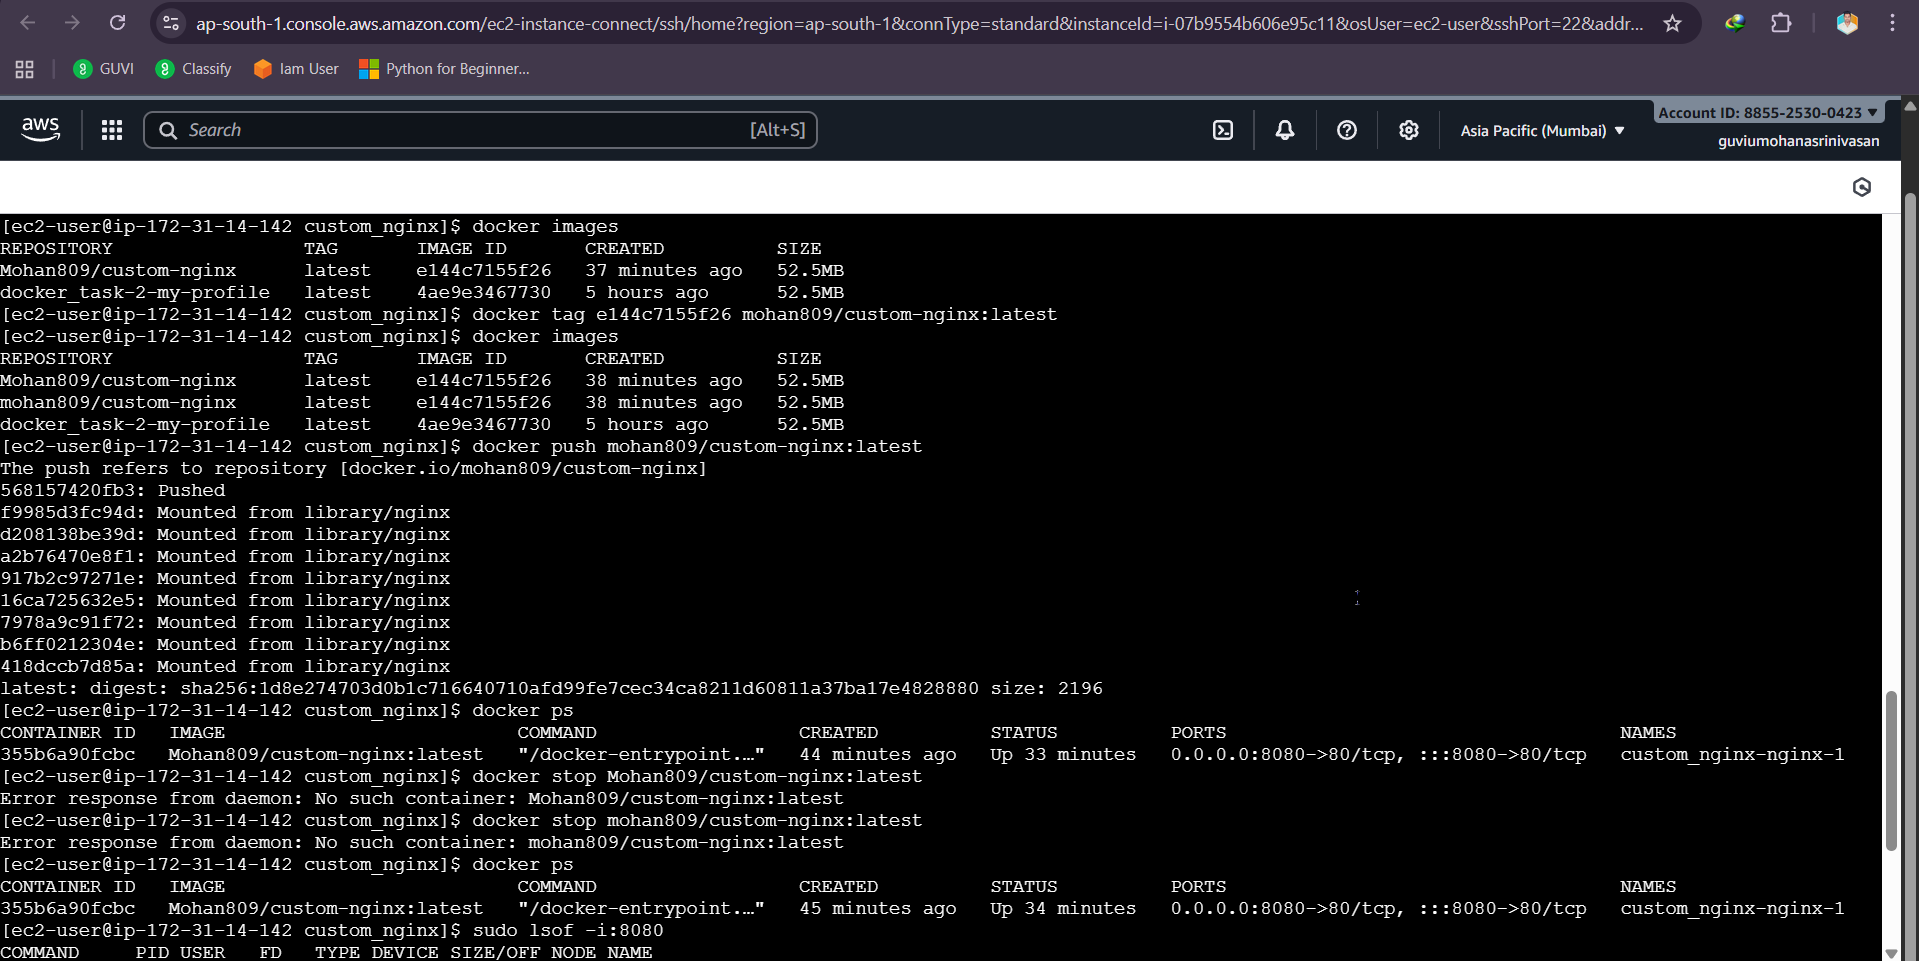 ap-south-1.console.aws.amazon.com/ec2-instance-connect/ssh/home?region=ap-south-1&connType=standard&instanceId=i-07b9554b606e95c11&osUser=ec2-user&sshPort=22&addr...
GUVI Classify Iam User Python for Beginner...
aws Search [Alt+S] Asia Pacific (Mumbai) Account ID: 8855-2530-0423
guviumohanasrinivasan
[ec2-user@ip-172-31-14-142 custom_nginx]$ docker images
REPOSITORY TAG IMAGE ID CREATED SIZE
Mohan809/custom-nginx latest e144c7155f26 37 minutes ago 52.5MB
docker_task-2-my-profile latest 4ae9e3467730 5 hours ago 52.5MB
[ec2-user@ip-172-31-14-142 custom_nginx]$ docker tag e144c7155f26 mohan809/custom-nginx:latest
[ec2-user@ip-172-31-14-142 custom_nginx]$ docker images
REPOSITORY TAG IMAGE ID CREATED SIZE
Mohan809/custom-nginx latest e144c7155f26 38 minutes ago 52.5MB
mohan809/custom-nginx latest e144c7155f26 38 minutes ago 52.5MB
docker_task-2-my-profile latest 4ae9e3467730 5 hours ago 52.5MB
[ec2-user@ip-172-31-14-142 custom_nginx]$ docker push mohan809/custom-nginx:latest
The push refers to repository [docker.io/mohan809/custom-nginx]
568157420fb3: Pushed
f9985d3fc94d: Mounted from library/nginx
d208138be39d: Mounted from library/nginx
a2b76470e8f1: Mounted from library/nginx
917b2c97271e: Mounted from library/nginx
16ca725632e5: Mounted from library/nginx
7978a9c91f72: Mounted from library/nginx
b6ff0212304e: Mounted from library/nginx
418dccb7d85a: Mounted from library/nginx
latest: digest: sha256:1d8e274703d0b1c716640710afd99fe7cec34ca8211d60811a37ba17e4828880 size: 2196
[ec2-user@ip-172-31-14-142 custom_nginx]$ docker ps
CONTAINER ID IMAGE COMMAND CREATED STATUS PORTS NAMES
355b6a90fcbc Mohan809/custom-nginx:latest "/docker-entrypoint.…" 44 minutes ago Up 33 minutes 0.0.0.0:8080->80/tcp, :::8080->80/tcp custom_nginx-nginx-1
[ec2-user@ip-172-31-14-142 custom_nginx]$ docker stop Mohan809/custom-nginx:latest
Error response from daemon: No such container: Mohan809/custom-nginx:latest
[ec2-user@ip-172-31-14-142 custom_nginx]$ docker stop mohan809/custom-nginx:latest
Error response from daemon: No such container: mohan809/custom-nginx:latest
[ec2-user@ip-172-31-14-142 custom_nginx]$ docker ps
CONTAINER ID IMAGE COMMAND CREATED STATUS PORTS NAMES
355b6a90fcbc Mohan809/custom-nginx:latest "/docker-entrypoint.…" 45 minutes ago Up 34 minutes 0.0.0.0:8080->80/tcp, :::8080->80/tcp custom_nginx-nginx-1
[ec2-user@ip-172-31-14-142 custom_nginx]$ sudo lsof -i:8080
COMMAND PID USER FD TYPE DEVICE SIZE/OFF NODE NAME